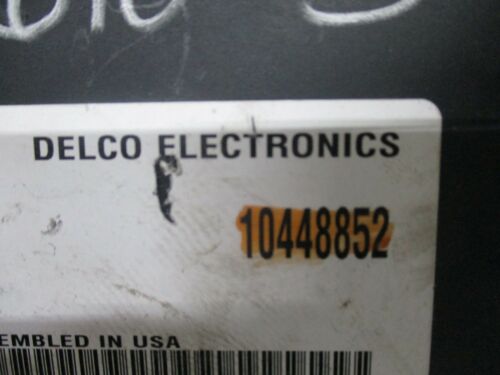 DELCO ELECTRONICS
10448852
EMBLED IN USA